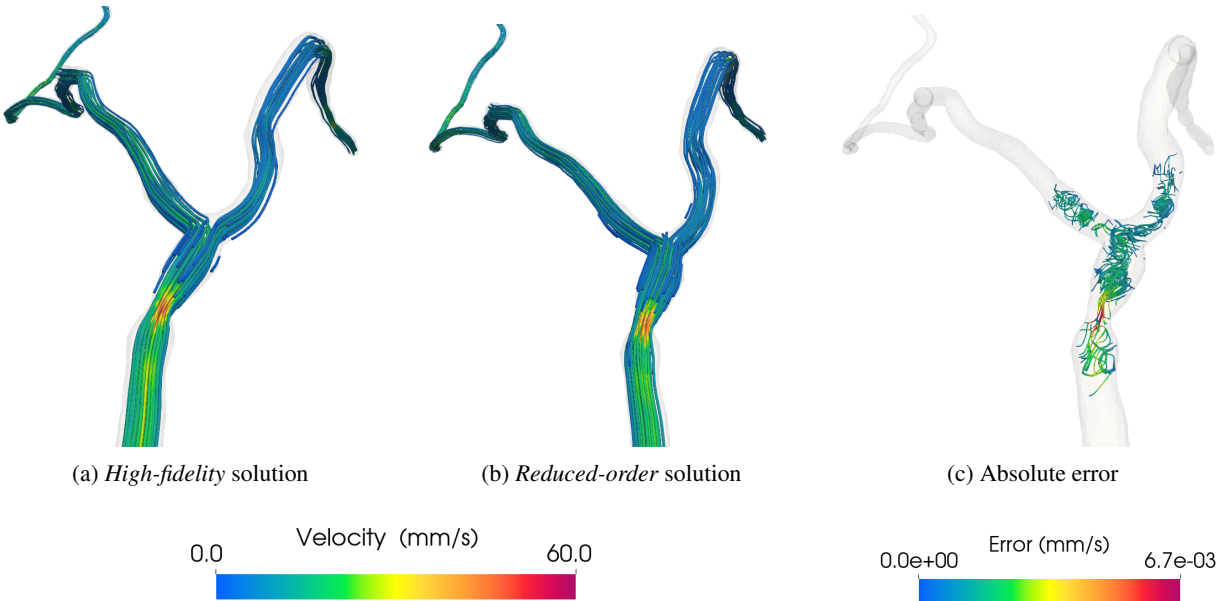 (a) High-fidelity solution
(b) Reduced-order solution
(c) Absolute error
Velocity (mm/s)
0.0
60.0
Error (mm/s)
0.0e+00
6.7e-03